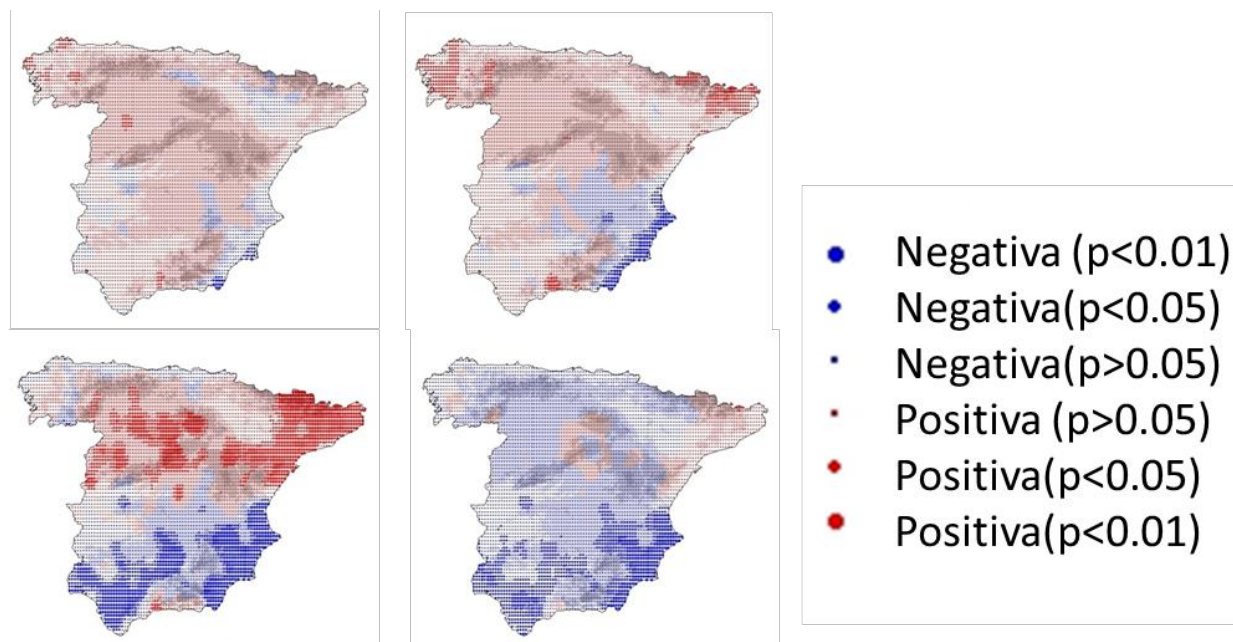 Negativa (p<0.01)
Negativa(p<0.05)
Negativa(p>0.05)
Positiva (p>0.05)
Positiva(p<0.05)
Positiva(p<0.01)